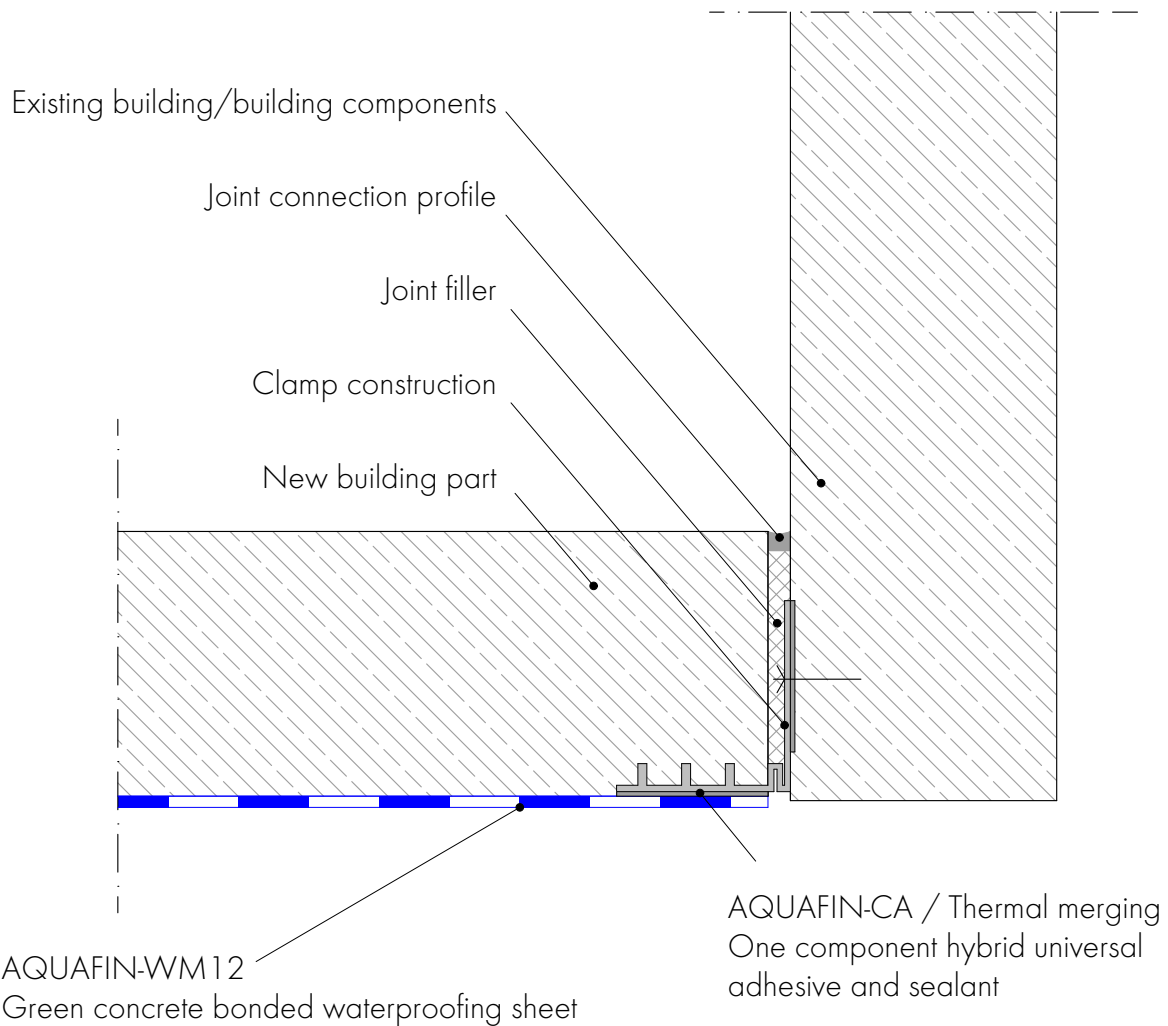 Existing building/building components
Joint connection profile
Joint filler
Clamp construction
New building part
AQUAFIN-CA / Thermal merging
One component hybrid universal
adhesive and sealant
AQUAFIN-WM12
Green concrete bonded waterproofing sheet